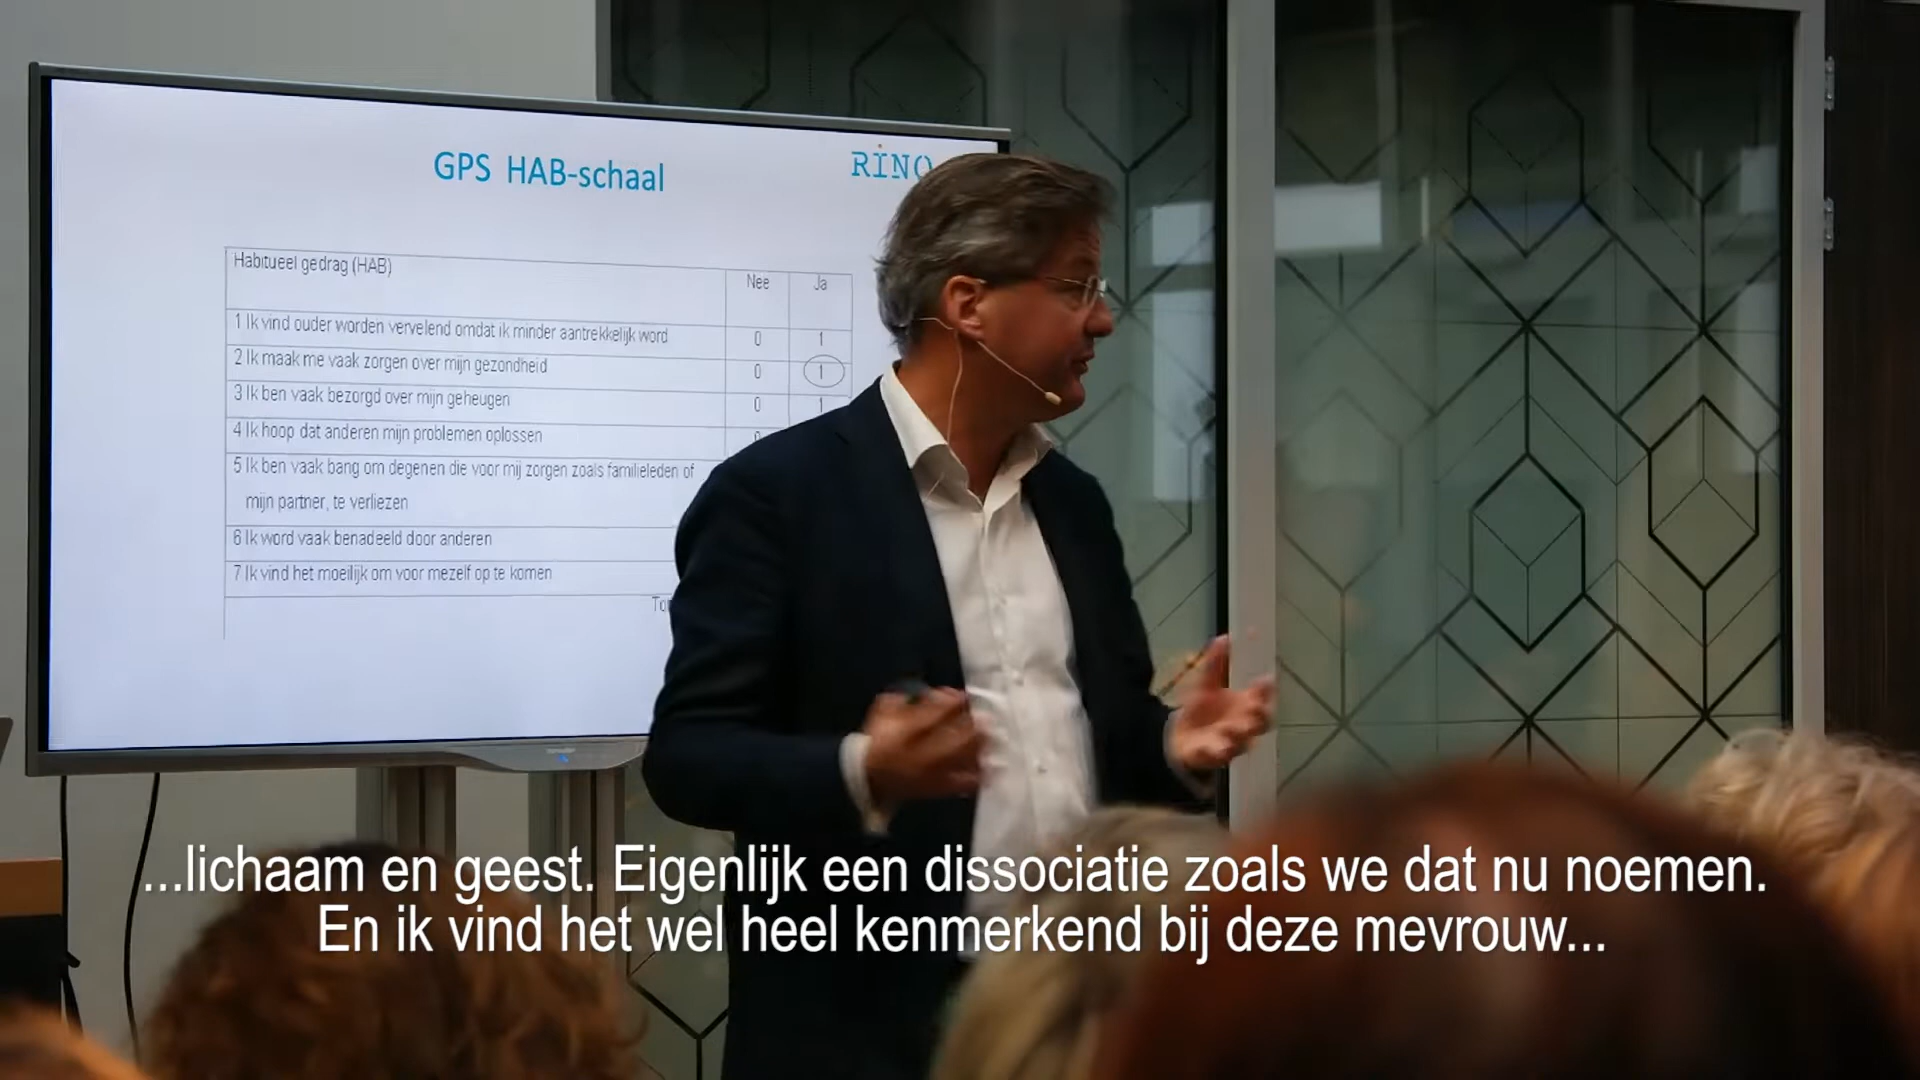 GPS HAB-schaal
RINO
Habitueel gedrag (HAB)
Nee
Ja
1 Ik vind ouder worden vervelend omdat ik minder aantrekkelijk word
0
1
2 Ik maak me vaak zorgen over mijn gezondheid
0
1
3 Ik ben vaak bezorgd over mijn geheugen
0
1
4 Ik hoop dat anderen mijn problemen oplossen
0
5 Ik ben vaak bang om degenen die voor mij zorgen zoals familieleden of
mijn partner, te verliezen
6 Ik word vaak benadeeld door anderen
7 Ik vind het moeilijk om voor mezelf op te komen
...lichaam en geest. Eigenlijk een dissociatie zoals we dat nu noemen.
En ik vind het wel heel kenmerkend bij deze mevrouw...